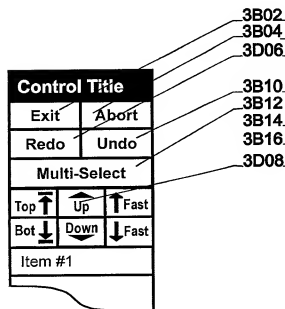 3B02
3B04
3D06
Control Title
Exit Abort
3B10
Redo Undo
3B12
3B14
Multi-Select
3B16
3D08
Top Up Fast
Bot Down Fast
Item #1